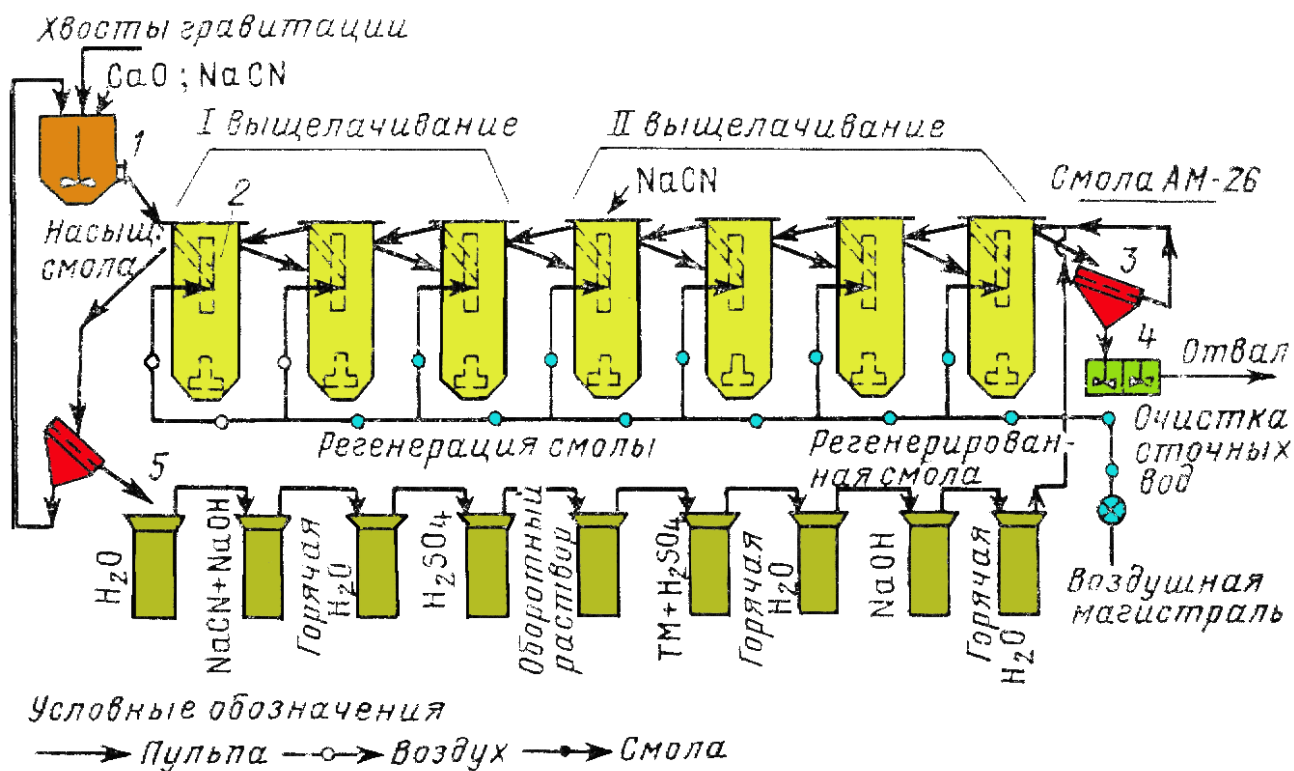 Хвосты гравитации
CaO ; NaCN
1
I выщелачивание
II выщелачивание
NaCN
Смола АМ-26
2
Насыщ.
смола
3
4
Отвал
Очистка
сточных
вод
Регенерация смолы
Регенерирован-
ная смола
5
H₂O
NaCN+NaOH
Горячая
H₂O
H₂SO₄
Оборотный
раствор
ТМ+H₂SO₄
Горячая
H₂O
NaOH
Горячая
H₂O
Воздушная
магистраль
Условные обозначения
Пульпа
Воздух
Смола